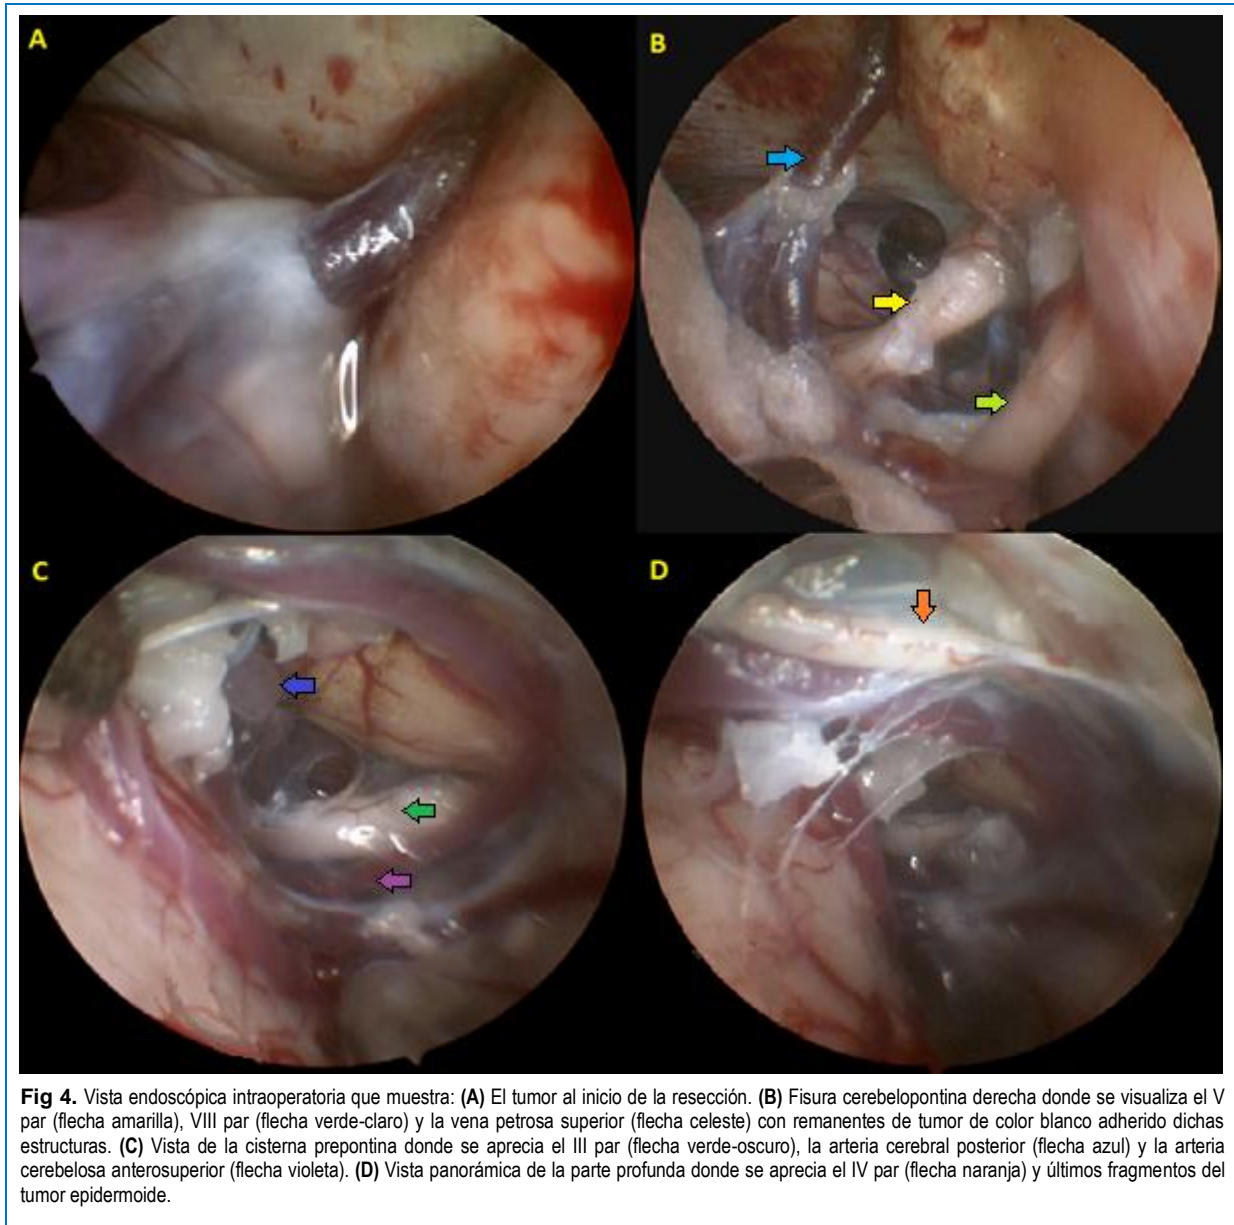 A
B
C
D
Fig 4. Vista endoscópica intraoperatoria que muestra: (A) El tumor al inicio de la resección. (B) Fisura cerebelopontina derecha donde se visualiza el V
par (flecha amarilla), VIII par (flecha verde-claro) y la vena petrosa superior (flecha celeste) con remanentes de tumor de color blanco adherido dichas
estructuras. (C) Vista de la cisterna prepontina donde se aprecia el III par (flecha verde-oscuro), la arteria cerebral posterior (flecha azul) y la arteria
cerebelosa anterosuperior (flecha violeta). (D) Vista panorámica de la parte profunda donde se aprecia el IV par (flecha naranja) y últimos fragmentos del
tumor epidermoide.